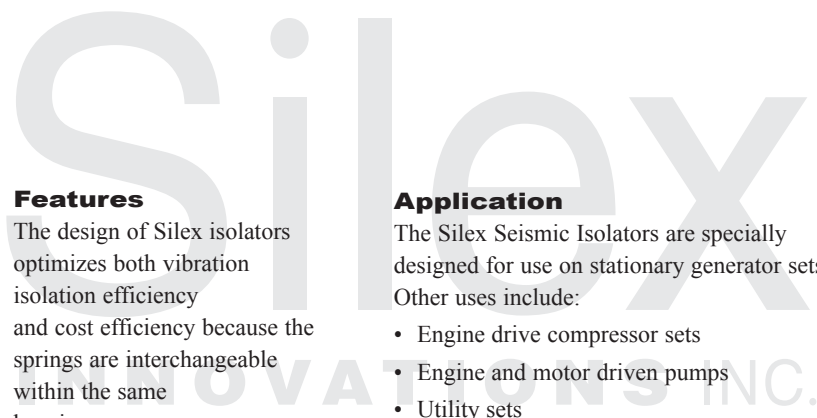 Silex
INNOVATIONS INC.
Features
The design of Silex isolators
optimizes both vibration
isolation efficiency
and cost efficiency because the
springs are interchangeable
within the same
Application
The Silex Seismic Isolators are specially
designed for use on stationary generator sets
Other uses include:
• Engine drive compressor sets
• Engine and motor driven pumps
• Utility sets